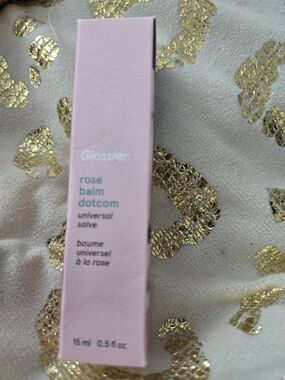 Glossier.
rose
balm
dotcom
universal
salve
baume
universel
à la rose
15 ml 0.5 fl oz